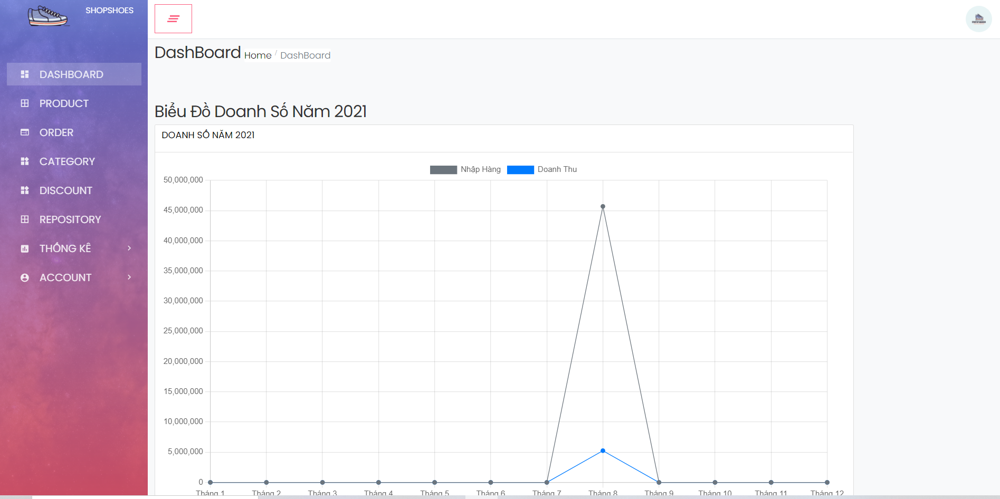 SHOPSHOES
DASHBOARD
PRODUCT
ORDER
CATEGORY
DISCOUNT
REPOSITORY
THỐNG KÊ
ACCOUNT
DashBoard Home / DashBoard
Biểu Đồ Doanh Số Năm 2021
DOANH SỐ NĂM 2021
Nhập Hàng Doanh Thu
50,000,000
45,000,000
40,000,000
35,000,000
30,000,000
25,000,000
20,000,000
15,000,000
10,000,000
5,000,000
0
Tháng 1 Tháng 2 Tháng 3 Tháng 4 Tháng 5 Tháng 6 Tháng 7 Tháng 8 Tháng 9 Tháng 10 Tháng 11 Tháng 12